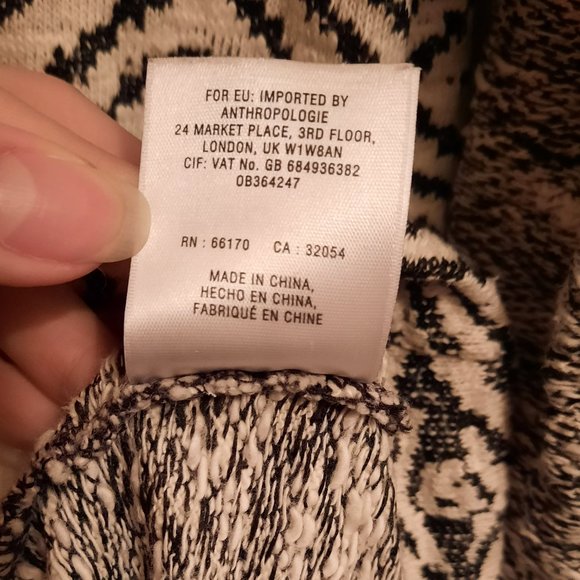 FOR EU: IMPORTED BY
ANTHROPOLOGIE
24 MARKET PLACE, 3RD FLOOR,
LONDON, UK W1W8AN
CIF: VAT No. GB 684936382
OB364247
RN : 66170 CA : 32054
MADE IN CHINA,
HECHO EN CHINA,
FABRIQUÉ EN CHINE